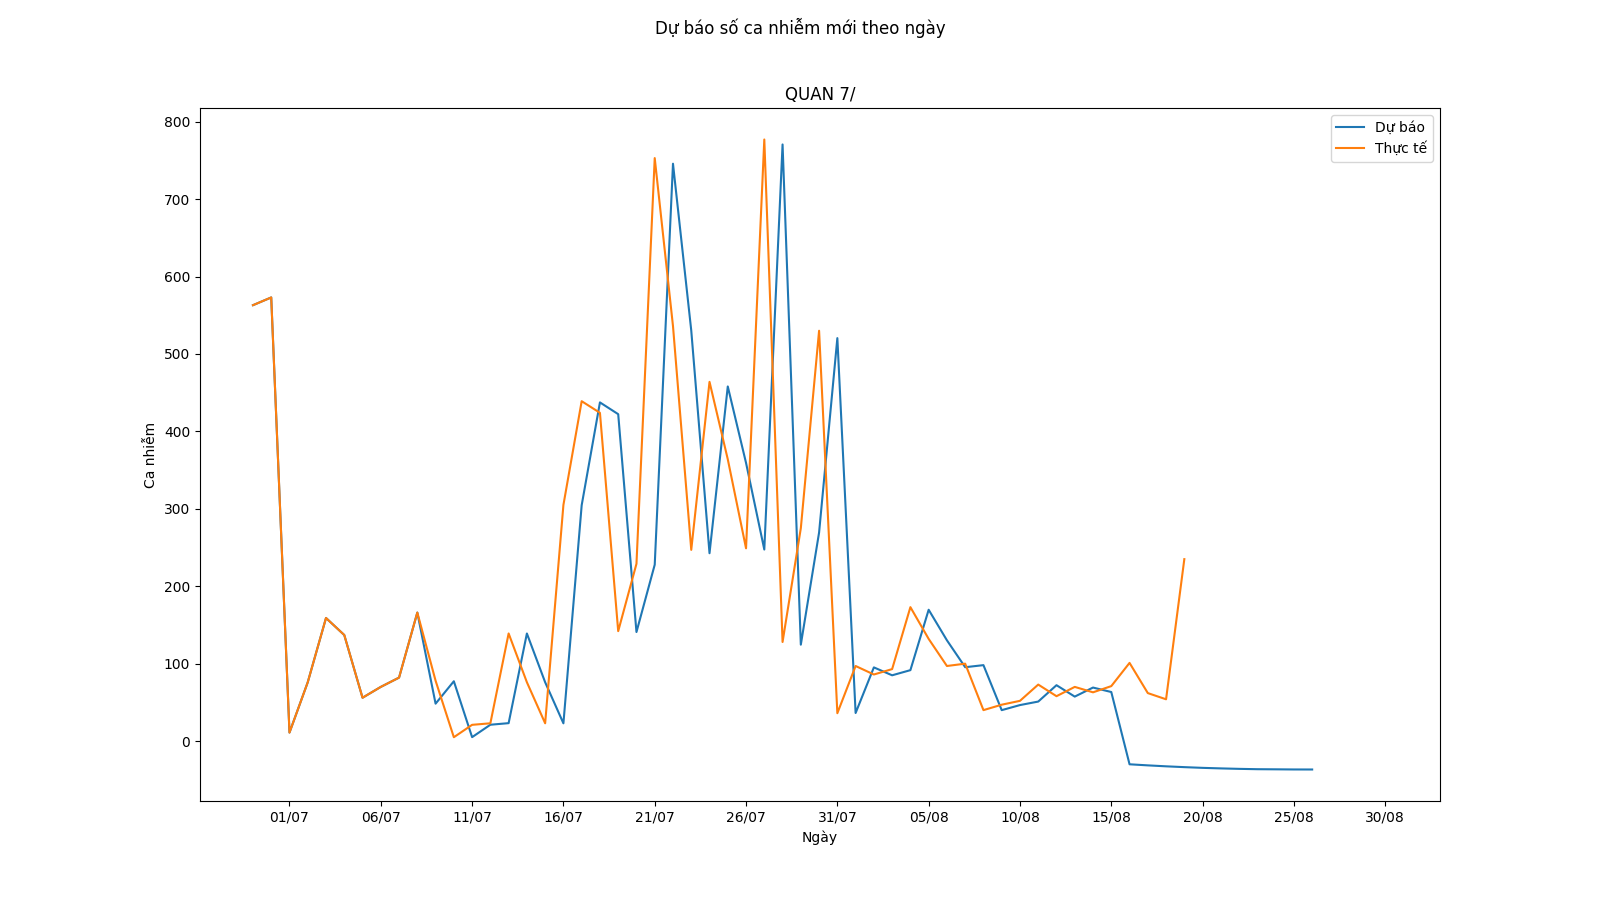 Dự báo số ca nhiễm mới theo ngày
QUAN 7/
Dự báo
Thực tế
800
700
600
500
400
300
200
100
0
Ca nhiễm
01/07 06/07 11/07 16/07 21/07 26/07 31/07 05/08 10/08 15/08 20/08 25/08 30/08
Ngày